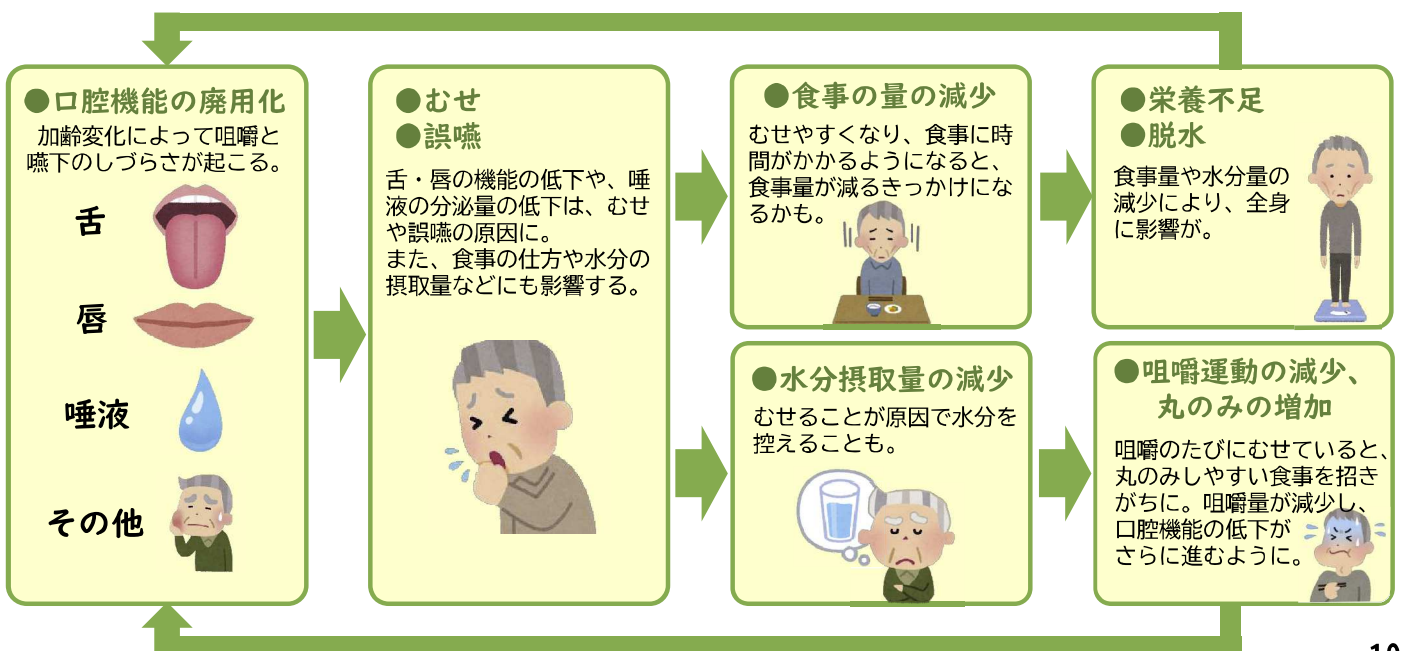 ●口腔機能の廃用化
加齢変化によって咀嚼と
嚥下のしづらさが起こる。
舌
唇
唾液
その他
●むせ
●誤嚥
舌・唇の機能の低下や、唾
液の分泌量の低下は、むせ
や誤嚥の原因に。
また、食事の仕方や水分の
摂取量などにも影響する。
●食事の量の減少
むせやすくなり、食事に時
間がかかるようになると、
食事量が減るきっかけにな
るかも。
●水分摂取量の減少
むせることが原因で水分を
控えることも。
●栄養不足
●脱水
食事量や水分量の
減少により、全身
に影響が。
●咀嚼運動の減少、
丸のみの増加
咀嚼のたびにむせていると、
丸のみしやすい食事を招き
がちに。咀嚼量が減少し、
口腔機能の低下が
さらに進むように。